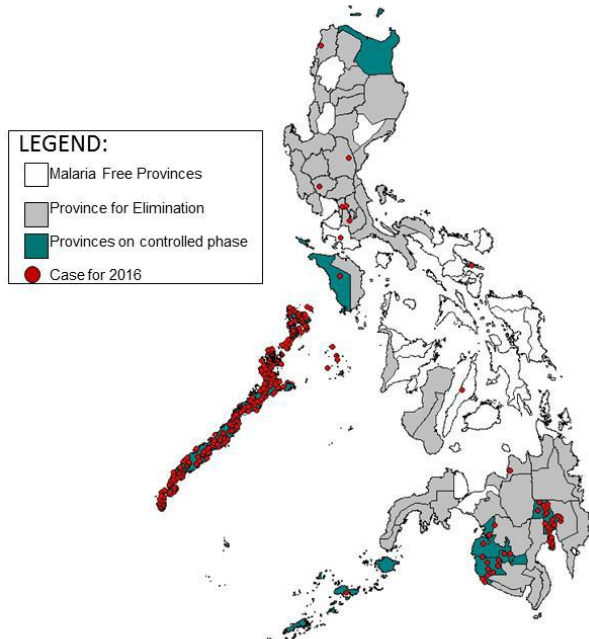 LEGEND:
Malaria Free Provinces
Province for Elimination
Provinces on controlled phase
Case for 2016